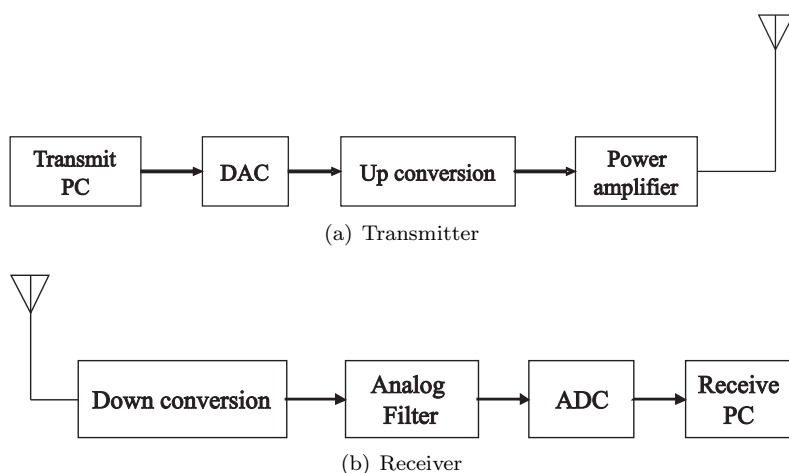 Transmit
PC
DAC
Up conversion
Power
amplifier
(a) Transmitter
Down conversion
Analog
Filter
ADC
Receive
PC
(b) Receiver